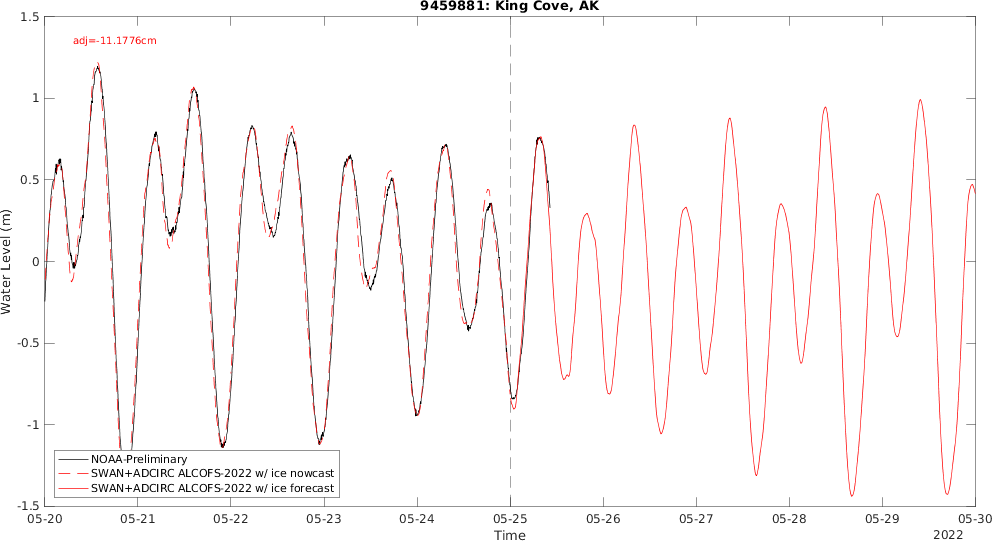 9459881: King Cove, AK
adj=-11.1776cm
Water Level (m)
1.5
1
0.5
0
-0.5
-1
-1.5
NOAA-Preliminary
SWAN+ADCIRC ALCOFS-2022 w/ ice nowcast
SWAN+ADCIRC ALCOFS-2022 w/ ice forecast
05-20 05-21 05-22 05-23 05-24 05-25 05-26 05-27 05-28 05-29 05-30
Time
2022